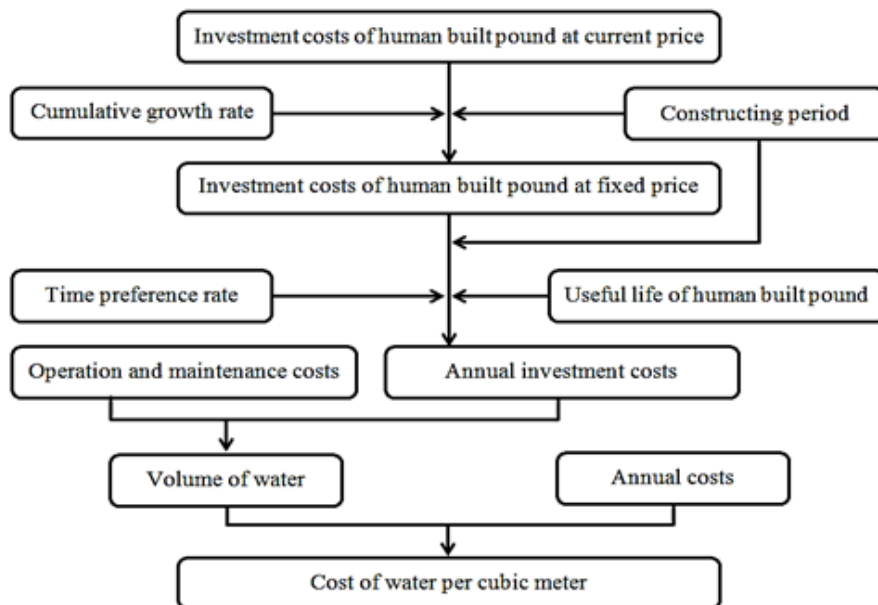 Investment costs of human built pound at current price
Cumulative growth rate
Constructing period
Investment costs of human built pound at fixed price
Time preference rate
Useful life of human built pound
Operation and maintenance costs
Annual investment costs
Volume of water
Annual costs
Cost of water per cubic meter